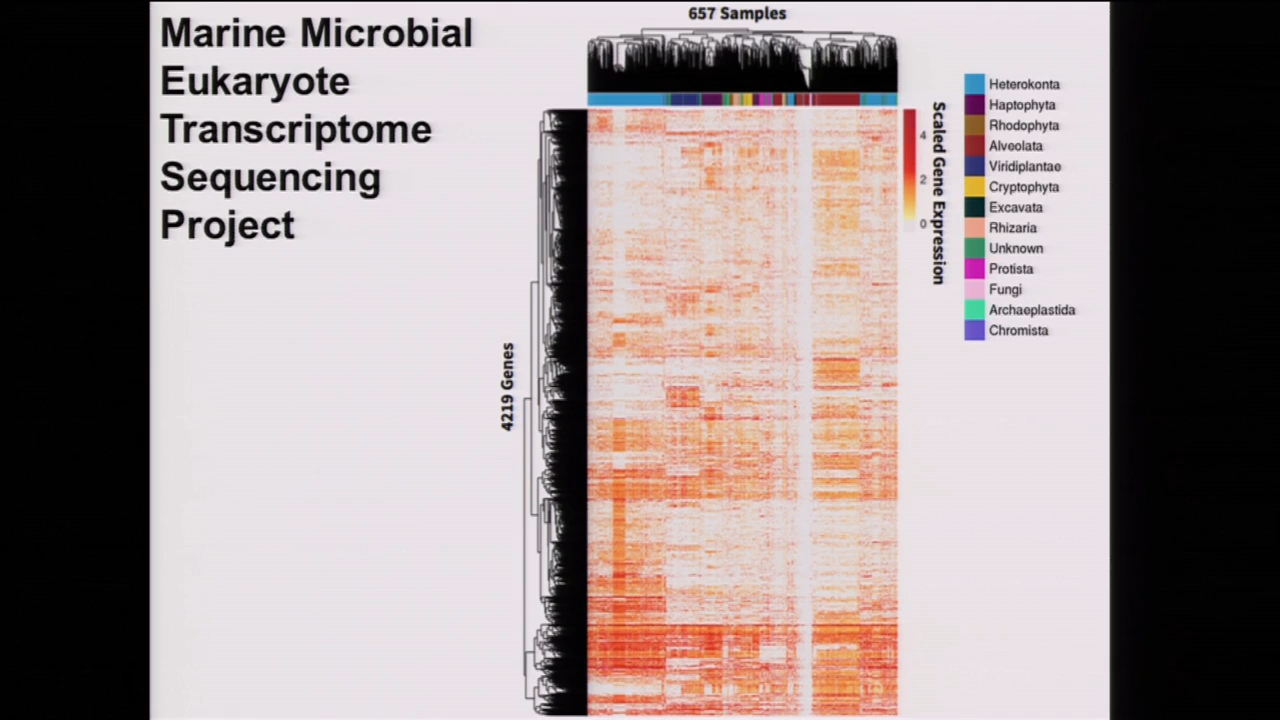 Marine Microbial
Eukaryote
Transcriptome
Sequencing
Project
657 Samples
4219 Genes
4
2
0
Scaled Gene Expression
Heterokonta
Haptophyta
Rhodophyta
Alveolata
Viridiplantae
Cryptophyta
Excavata
Rhizaria
Unknown
Protista
Fungi
Archaeplastida
Chromista